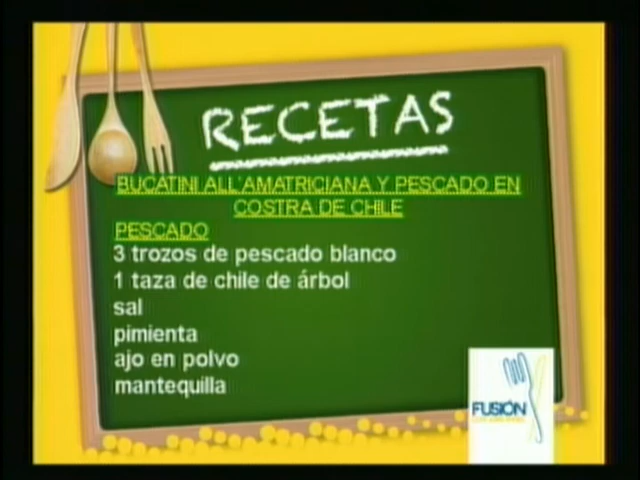 RECETAS
BUCATINI ALL'AMATRICIANA Y PESCADO EN
COSTRA DE CHILE
PESCADO
3 trozos de pescado blanco
1 taza de chile de árbol
sal
pimienta
ajo en polvo
mantequilla
FUSIÓN